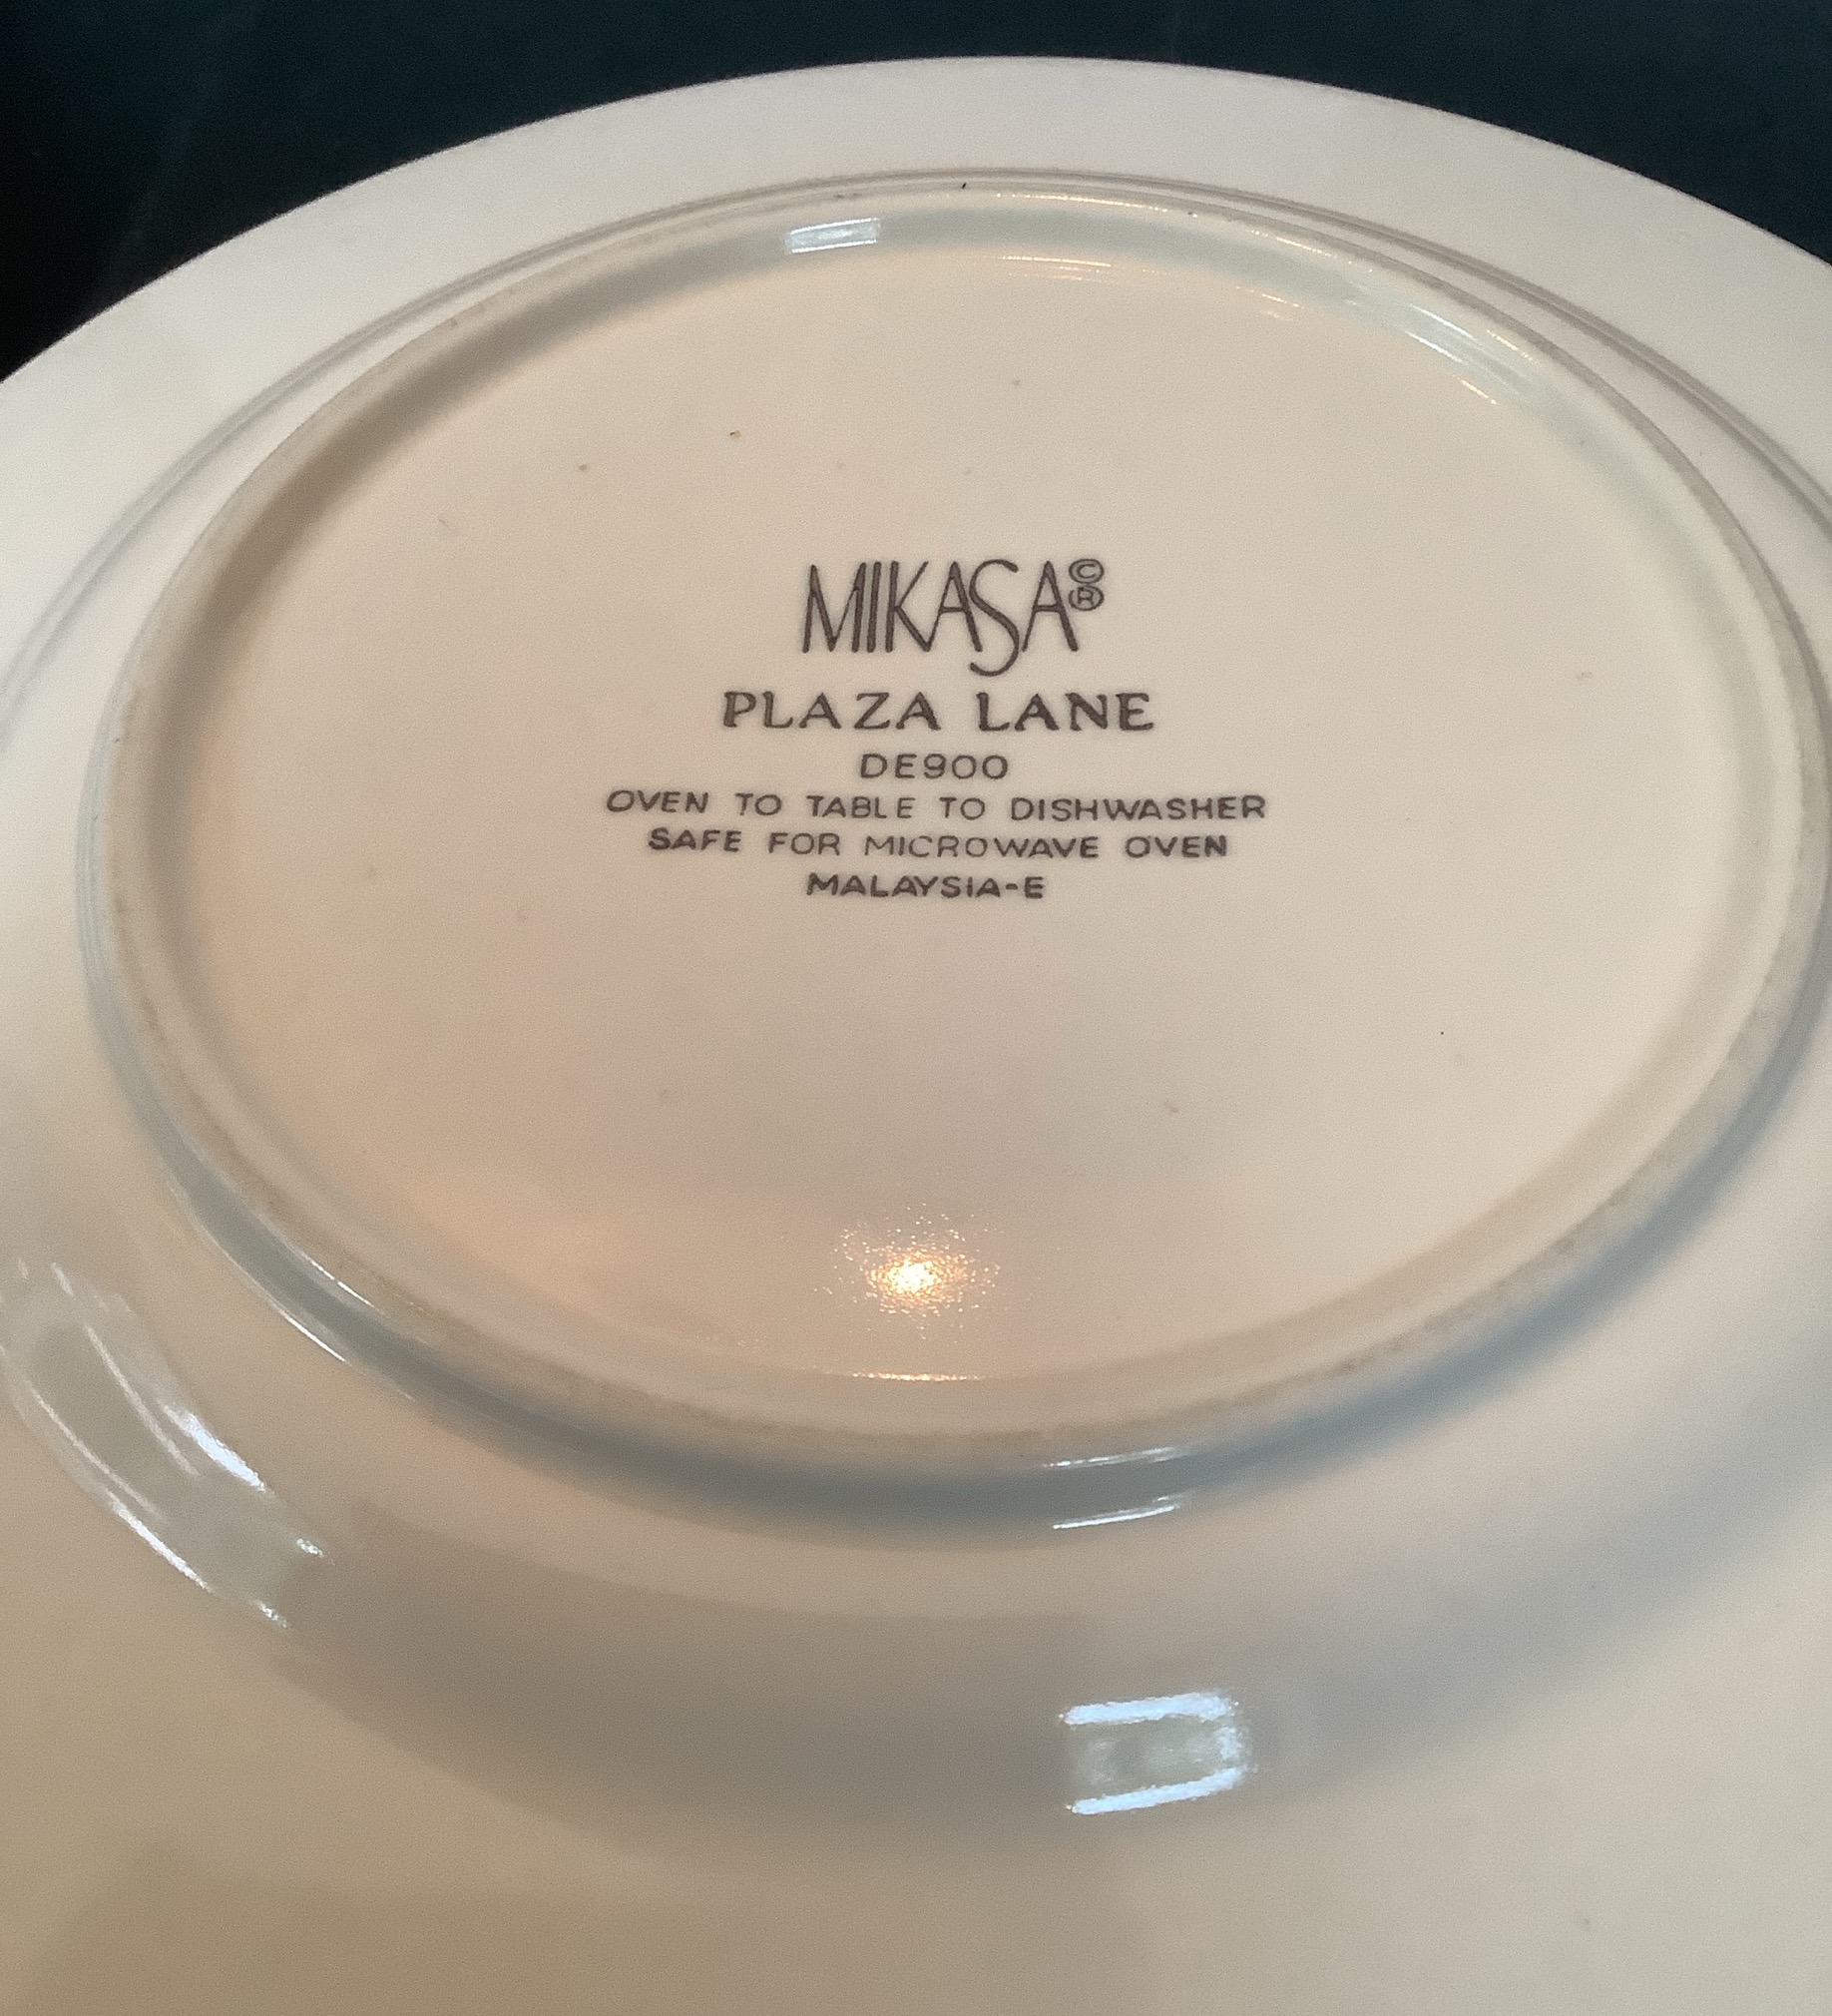 MIKASA©®
PLAZA LANE
DE900
OVEN TO TABLE TO DISHWASHER
SAFE FOR MICROWAVE OVEN
MALAYSIA-E